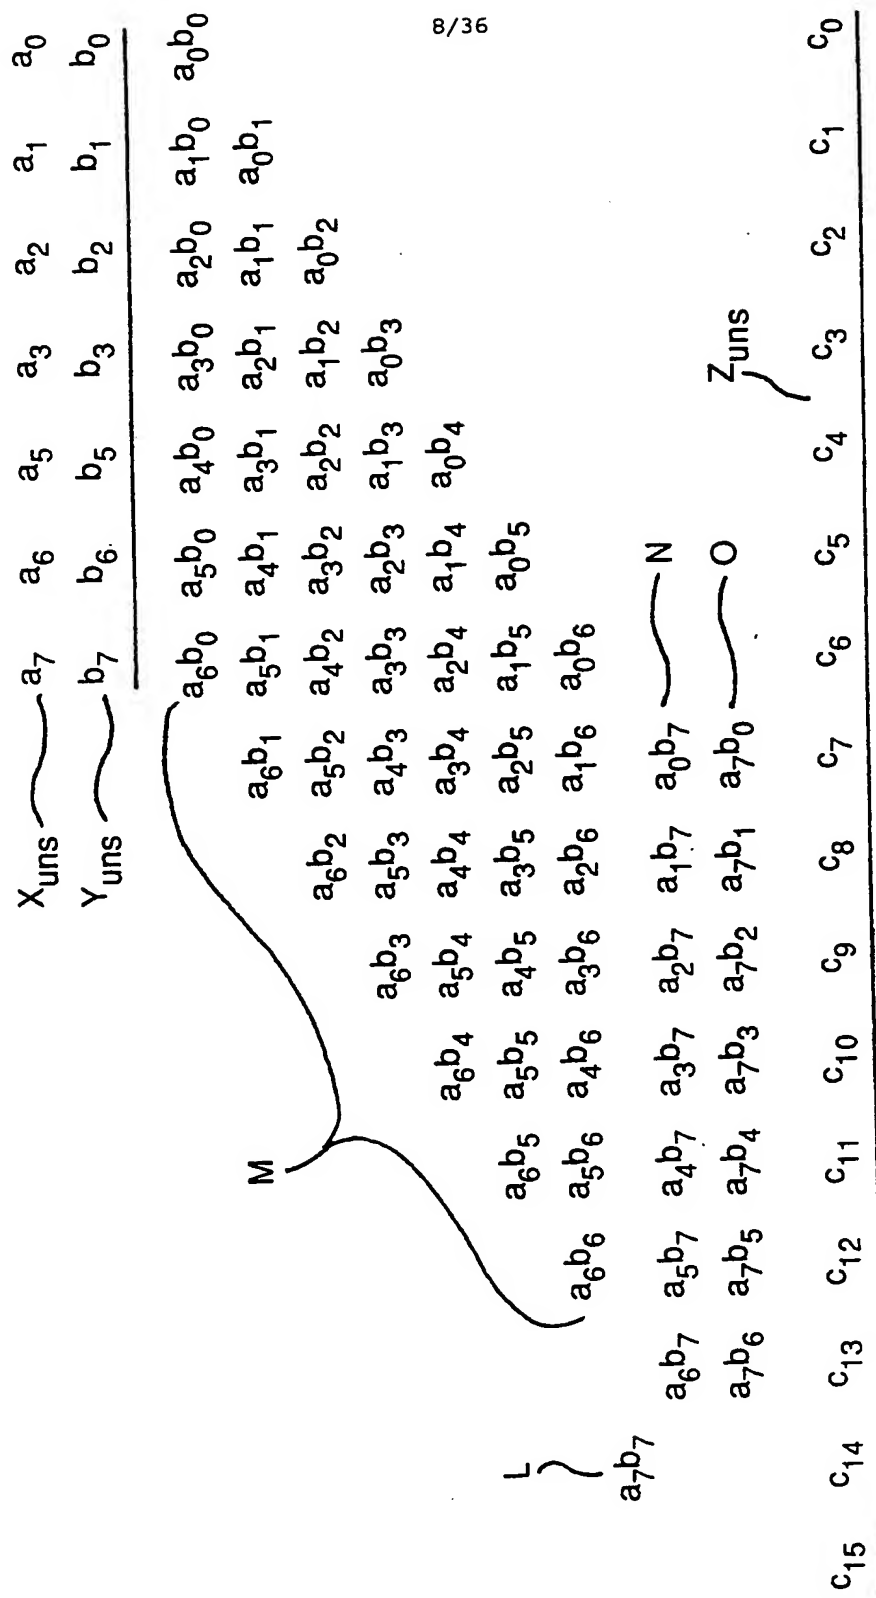 8/36
X_uns a₇ a₆ a₅ a₃ a₂ a₁ a₀
Y_uns b₇ b₆ b₅ b₃ b₂ b₁ b₀
a₆b₀ a₅b₀ a₄b₀ a₃b₀ a₂b₀ a₁b₀ a₀b₀
M a₆b₁ a₅b₁ a₄b₁ a₃b₁ a₂b₁ a₁b₁ a₀b₁
a₆b₂ a₅b₂ a₄b₂ a₃b₂ a₂b₂ a₁b₂ a₀b₂
a₆b₃ a₅b₃ a₄b₃ a₃b₃ a₂b₃ a₁b₃ a₀b₃
a₆b₄ a₅b₄ a₄b₄ a₃b₄ a₂b₄ a₁b₄ a₀b₄
L a₆b₅ a₅b₅ a₄b₅ a₃b₅ a₂b₅ a₁b₅ a₀b₅
a₆b₆ a₅b₆ a₄b₆ a₃b₆ a₂b₆ a₁b₆ a₀b₆
a₇b₇
a₆b₇ a₅b₇ a₄b₇ a₃b₇ a₂b₇ a₁b₇ a₀b₇ N
a₇b₆ a₇b₅ a₇b₄ a₇b₃ a₇b₂ a₇b₁ a₇b₀ O Z_uns
c₁₅ c₁₄ c₁₃ c₁₂ c₁₁ c₁₀ c₉ c₈ c₇ c₆ c₅ c₄ c₃ c₂ c₁ c₀